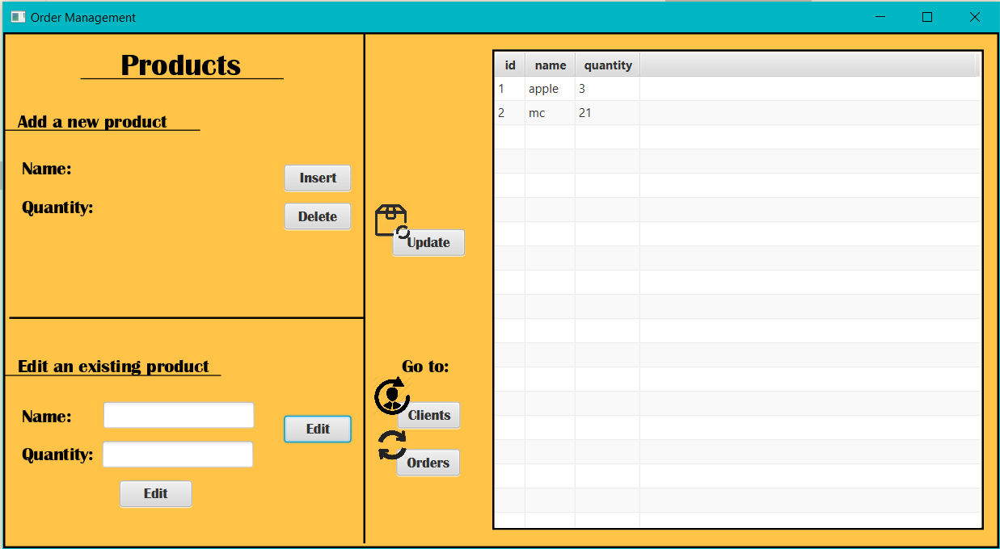 Order Management
Products
Add a new product
Name:
Insert
Quantity:
Delete
Update
Edit an existing product
Name:
Edit
Quantity:
Edit
Go to:
Clients
Orders
id name quantity
1 apple 3
2 mc 21